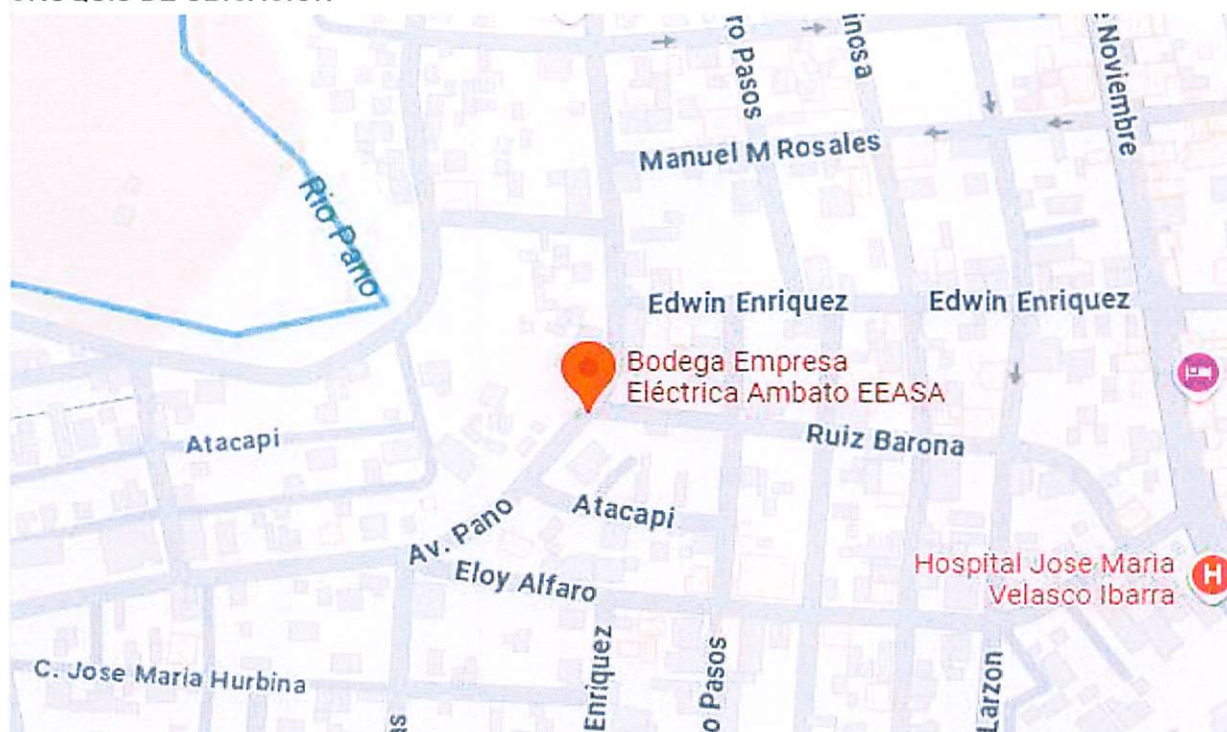 ro Pasos
inosa
Noviembre
Manuel M Rosales
Rio Pano
Edwin Enriquez
Edwin Enriquez
Bodega Empresa
Eléctrica Ambato EEASA
Ruiz Barona
Atacapi
Atacapi
Av. Pano
Eloy Alfaro
Hospital Jose Maria
Velasco Ibarra
H
C. Jose Maria Hurbina
Enriquez
o Pasos
Larzon
as